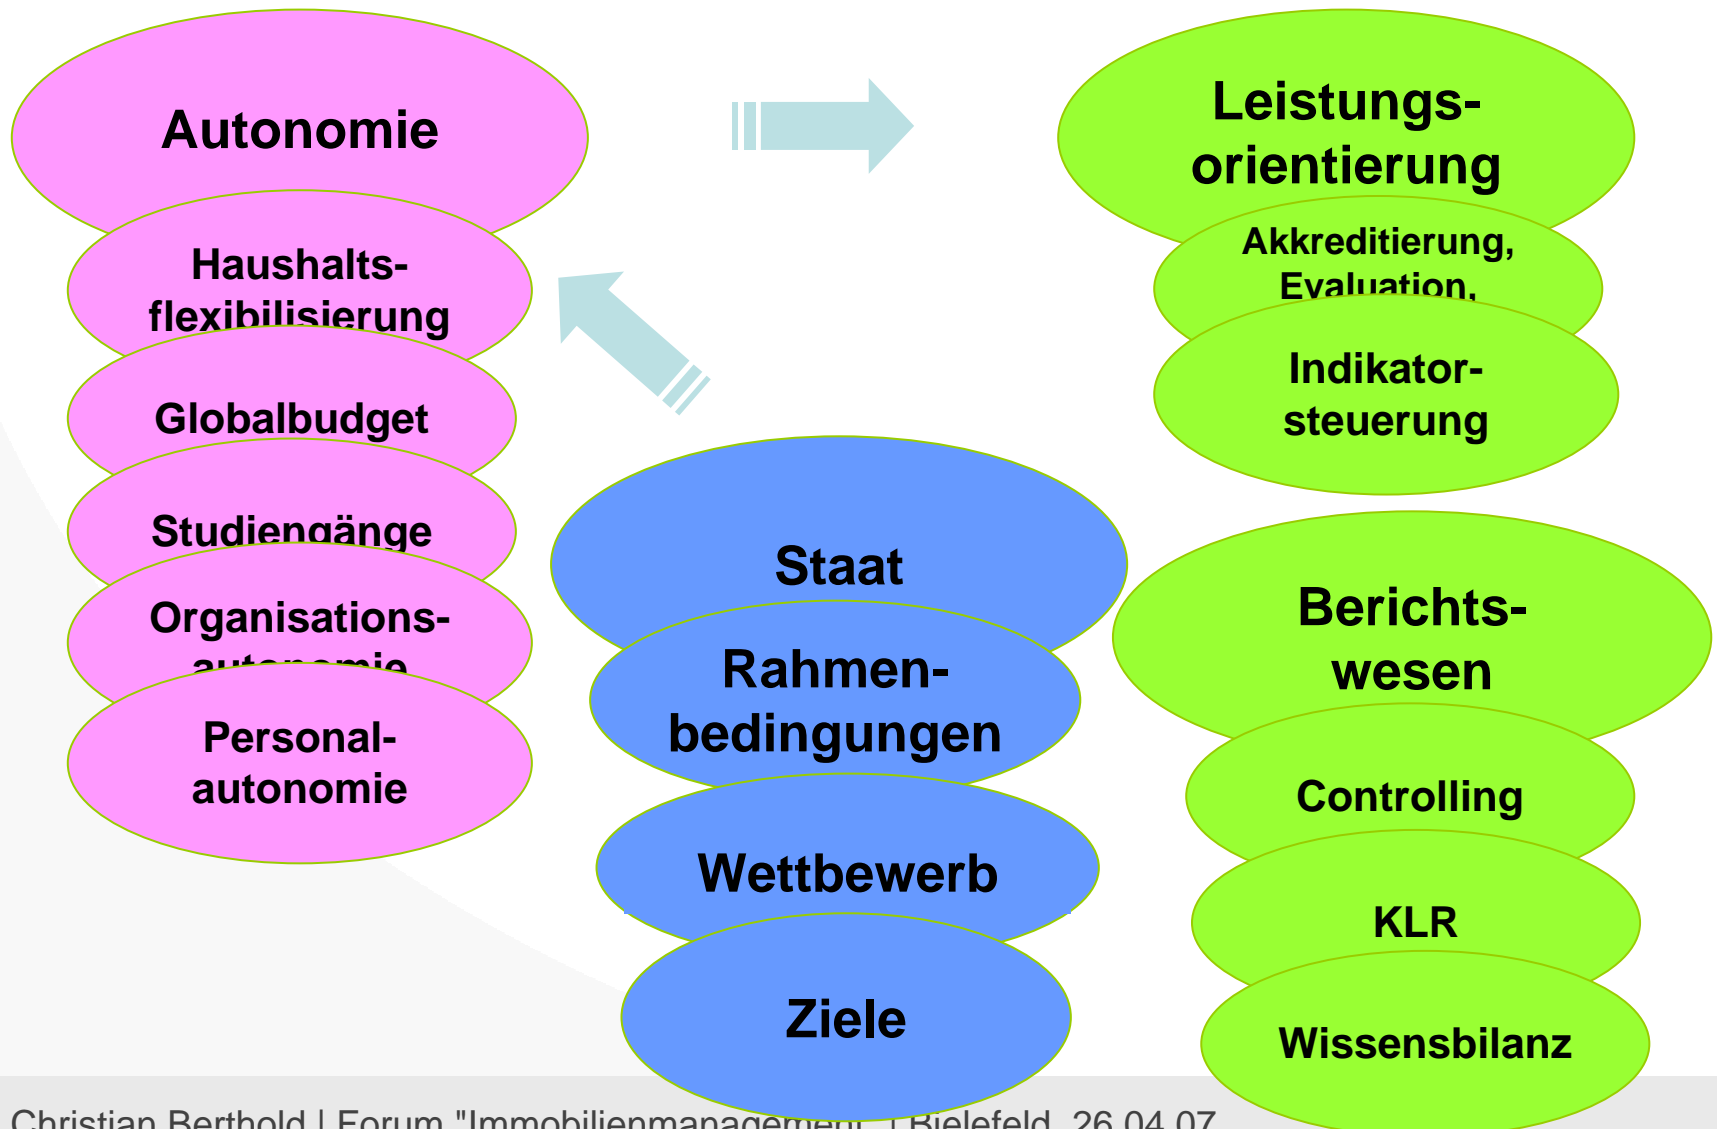 Autonomie
Haushalts-
flexibilisierung
Globalbudget
Studiengänge
Organisations-
autonomie
Personal-
autonomie
Staat
Rahmen-
bedingungen
Wettbewerb
Ziele
Leistungs-
orientierung
Akkreditierung,
Evaluation,
Indikator-
steuerung
Berichts-
wesen
Controlling
KLR
Wissensbilanz
Christian Berthold | Forum "Immobilienmanagement" | Bielefeld, 26.04.07